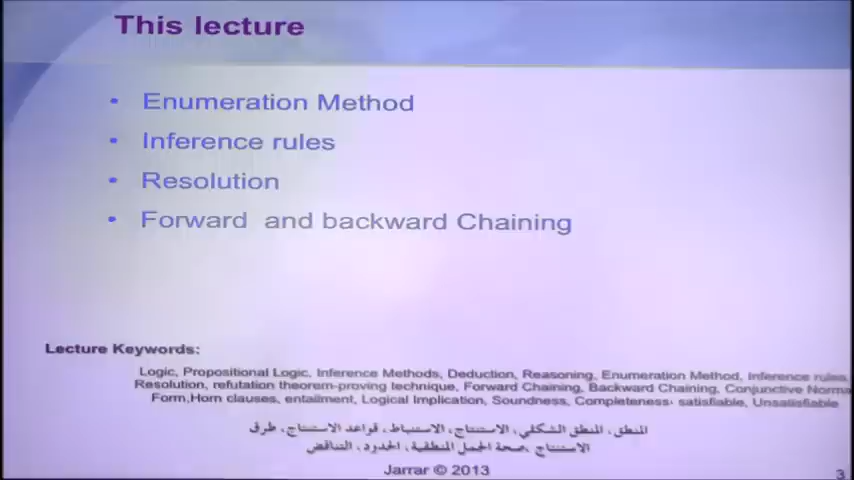 This lecture
• Enumeration Method
• Inference rules
• Resolution
• Forward and backward Chaining
Lecture Keywords:
Logic, Propositional Logic, Inference Methods, Deduction, Reasoning, Enumeration Method, Inference rules,
Resolution, refutation theorem-proving technique, Forward Chaining, Backward Chaining, Conjunctive Norma
Form,Horn clauses, entailment, Logical Implication, Soundness, Completeness، satisfiable, Unsatisfiable
المنطق، المنطق الشكلي، الاستنتاج، الاستنباط، قواعد الاستنتاج، طرق
الاستنتاج ،صحة الجمل المنطقية، الحدود، التناقض
Jarrar © 2013
3